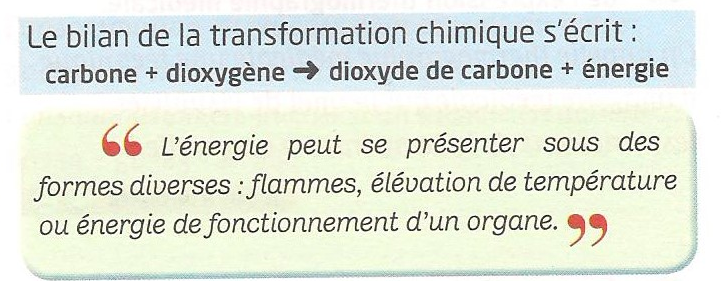 Le bilan de la transformation chimique s'écrit :
carbone + dioxygène ➔ dioxyde de carbone + énergie
“ L'énergie peut se présenter sous des
formes diverses : flammes, élévation de température
ou énergie de fonctionnement d'un organe. ”